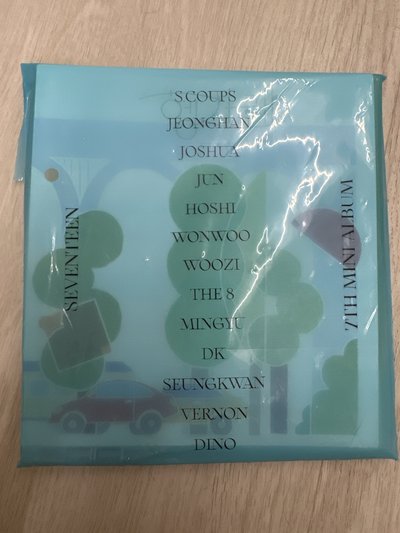 S.COUPS
JEONGHAN
JOSHUA
JUN
HOSHI
WONWOO
WOOZI
THE 8
MINGYU
DK
SEUNGKWAN
VERNON
DINO
SEVENTEEN
7TH MINI ALBUM